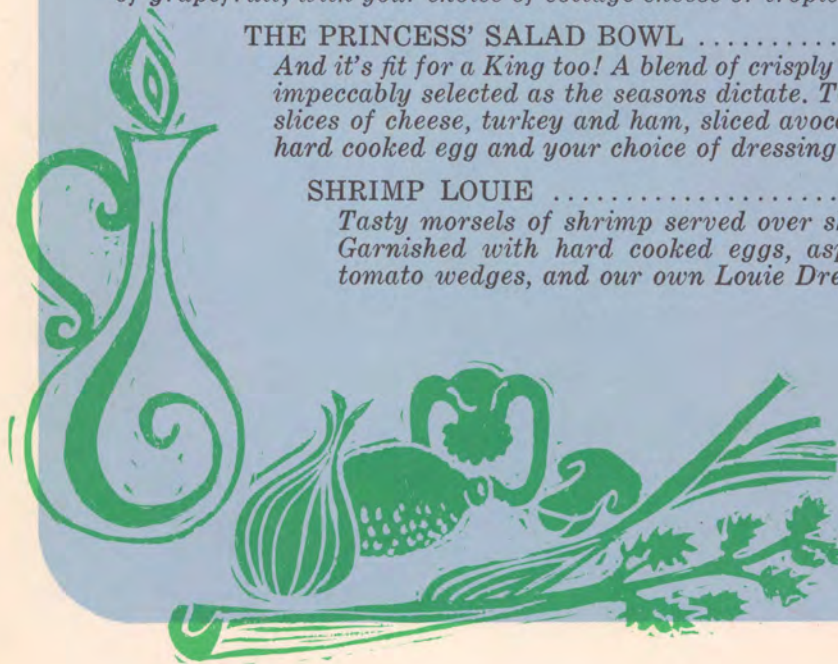 THE PRINCESS' SALAD BOWL ..........
And it's fit for a King too! A blend of crisply
impeccably selected as the seasons dictate. T
slices of cheese, turkey and ham, sliced avoc
hard cooked egg and your choice of dressing
SHRIMP LOUIE ....................
Tasty morsels of shrimp served over s
Garnished with hard cooked eggs, asp
tomato wedges, and our own Louie Dre